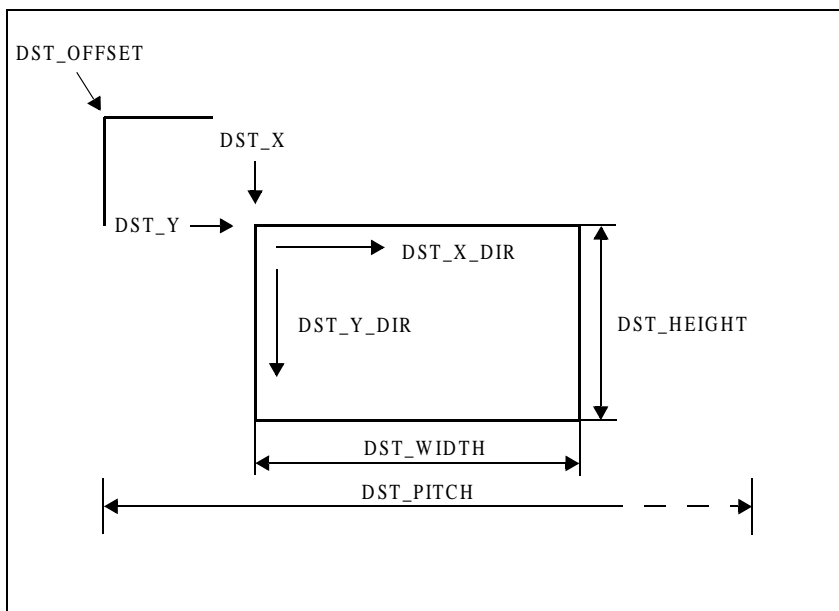 DST_OFFSET
DST_X
DST_Y
DST_X_DIR
DST_Y_DIR
DST_HEIGHT
DST_WIDTH
DST_PITCH